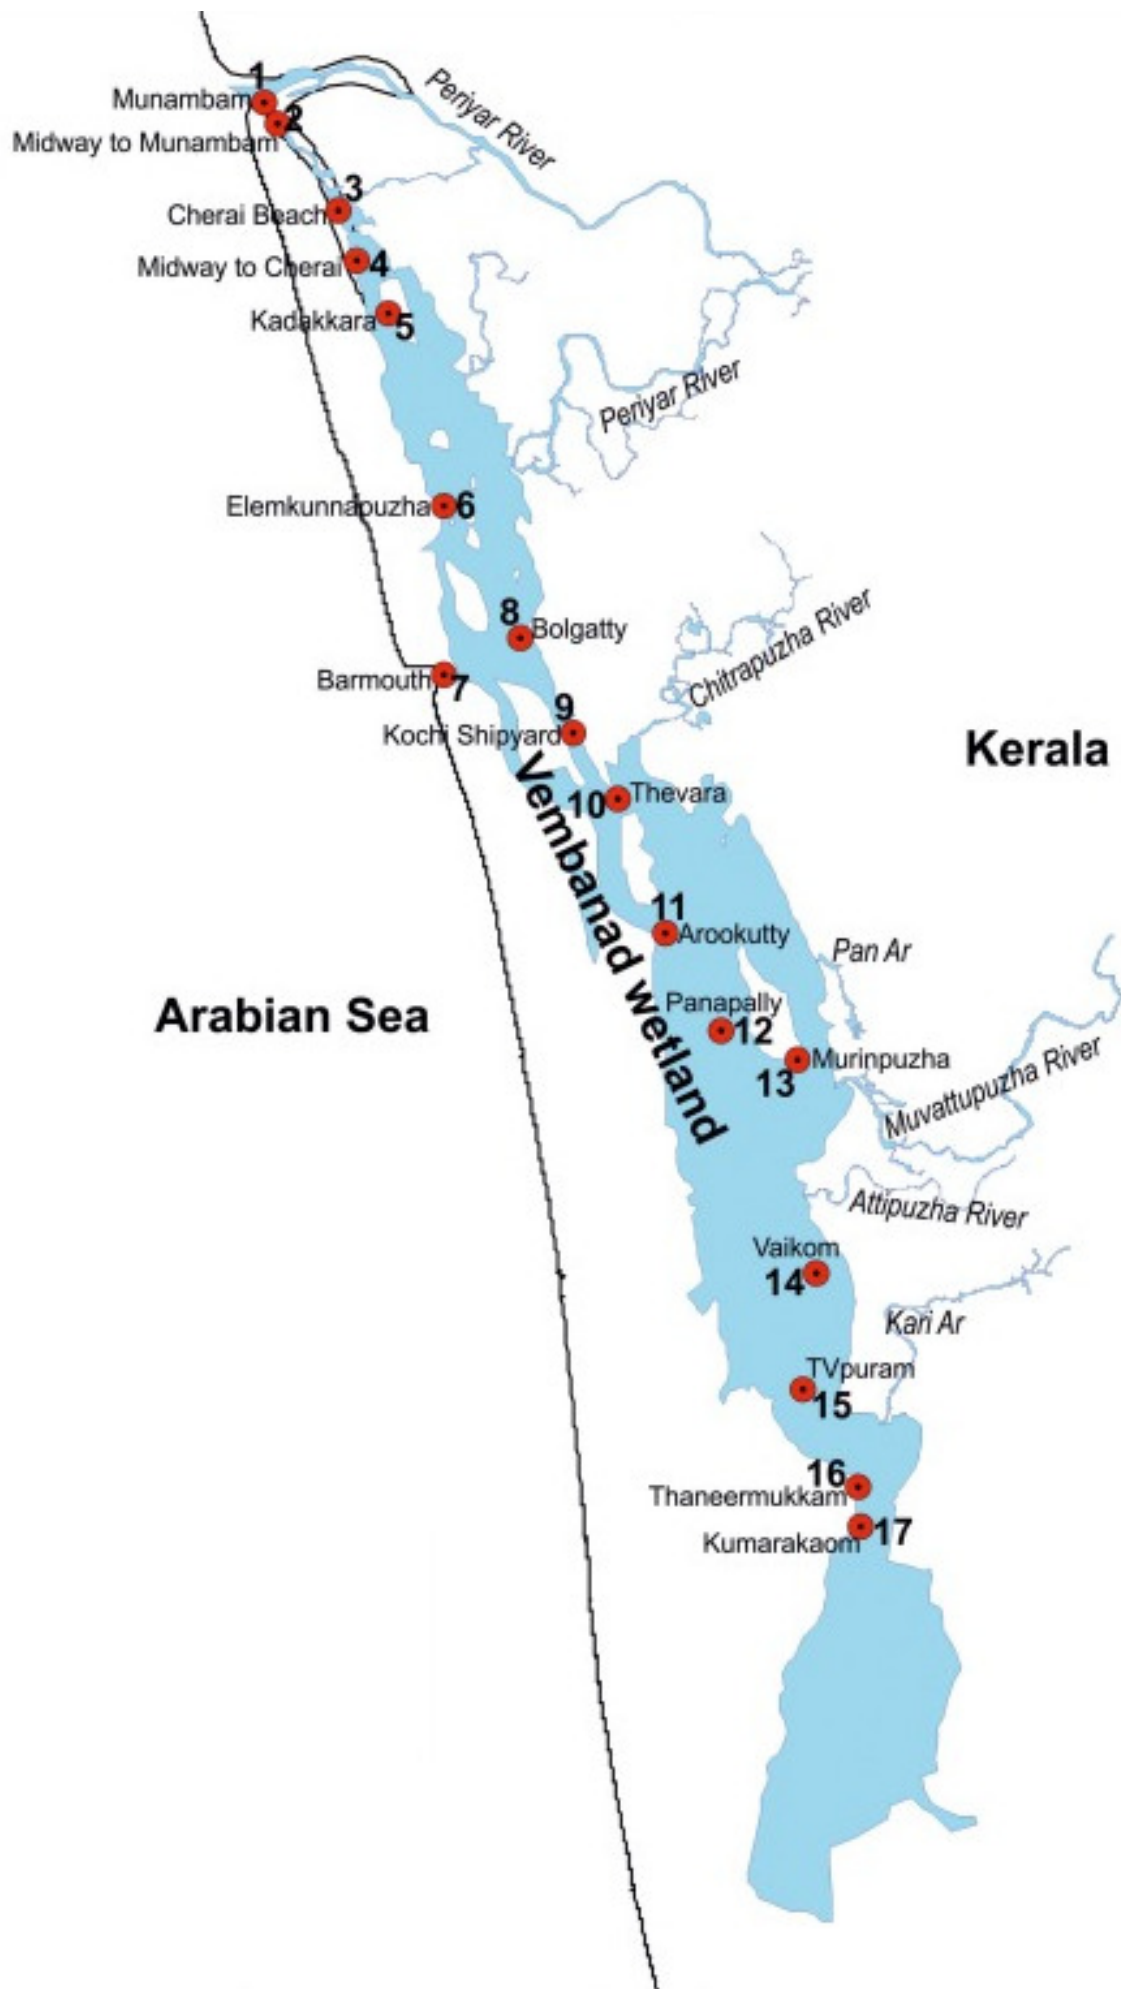 1
Munambam
2
Midway to Munambam
Periyar River
3
Cherai Beach
Midway to Cherai
4
Kadakkara
5
Periyar River
Elemkunnapuzha
6
8
Bolgatty
Chitrapuzha River
Barmouth
7
9
Kochi Shipyard
Kerala
10
Thevara
Vembanad wetland
11
Arookutty
Pan Ar
Arabian Sea
Panapally
12
Murinpuzha
13
Muvattupuzha River
Attipuzha River
Vaikom
14
Kari Ar
TVpuram
15
16
Thaneermukkam
17
Kumarakaom